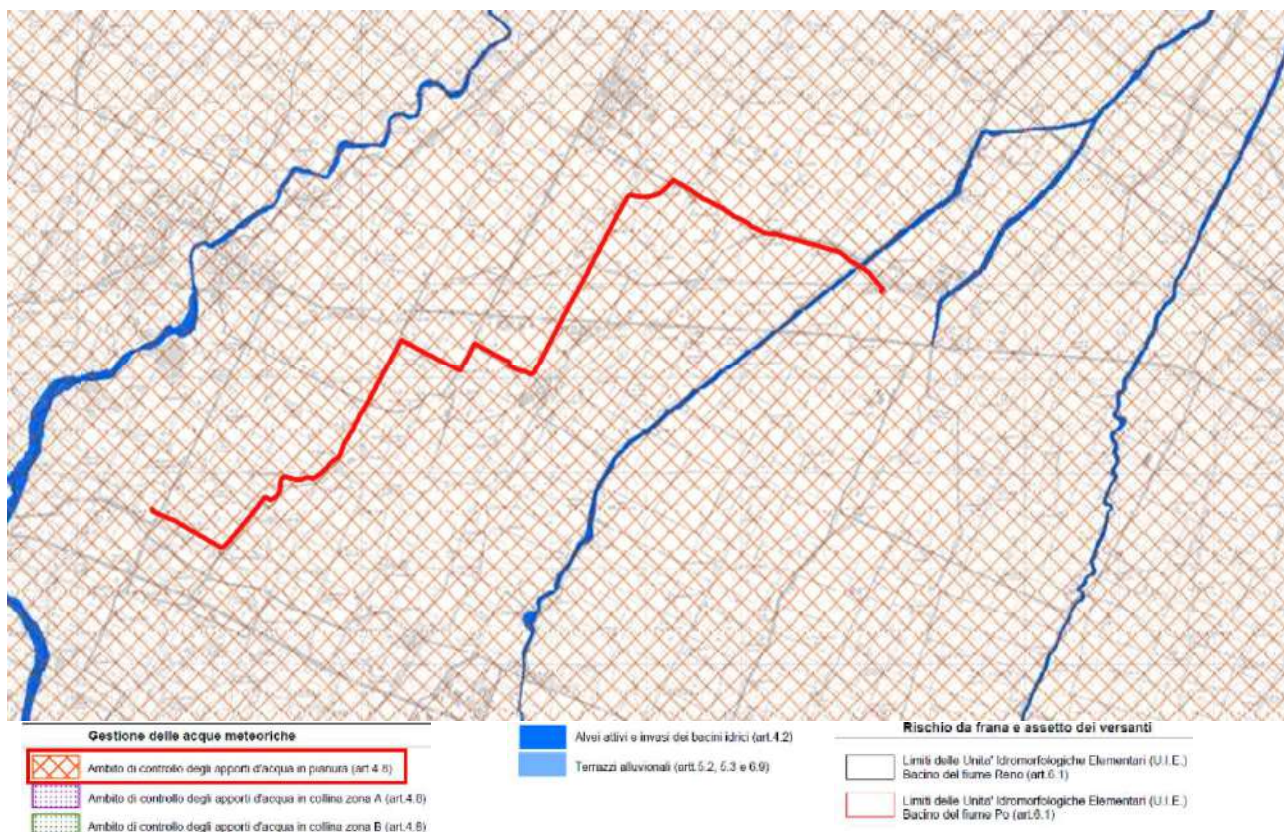 Gestione delle acque meteoriche
Ambito di controllo degli apporti d'acqua in pianura (art 4.8)
Ambito di controllo degli apporti d'acqua in collina zona A (art.4.8)
Ambito di controllo degli apporti d'acqua in collina zona B (art.4.8)
Alvei attivi e invasi dei bacini idrici (art.4.2)
Terrazzi alluvionali (artt.5.2, 5.3 e 6.9)
Rischio da frana e assetto dei versanti
Limiti delle Unita' Idromorfologiche Elementari (U.I.E.)
Bacino del fiume Reno (art.6.1)
Limiti delle Unita' Idromorfologiche Elementari (U.I.E.)
Bacino del fiume Po (art.6.1)